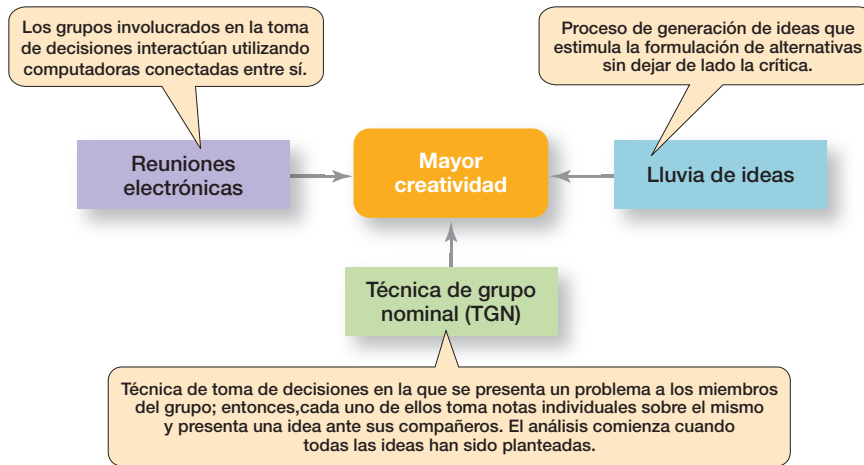 Los grupos involucrados en la toma
de decisiones interactúan utilizando
computadoras conectadas entre sí.
Proceso de generación de ideas que
estimula la formulación de alternativas
sin dejar de lado la crítica.
Reuniones
electrónicas
Mayor
creatividad
Lluvia de ideas
Técnica de grupo
nominal (TGN)
Técnica de toma de decisiones en la que se presenta un problema a los miembros
del grupo; entonces,cada uno de ellos toma notas individuales sobre el mismo
y presenta una idea ante sus compañeros. El análisis comienza cuando
todas las ideas han sido planteadas.